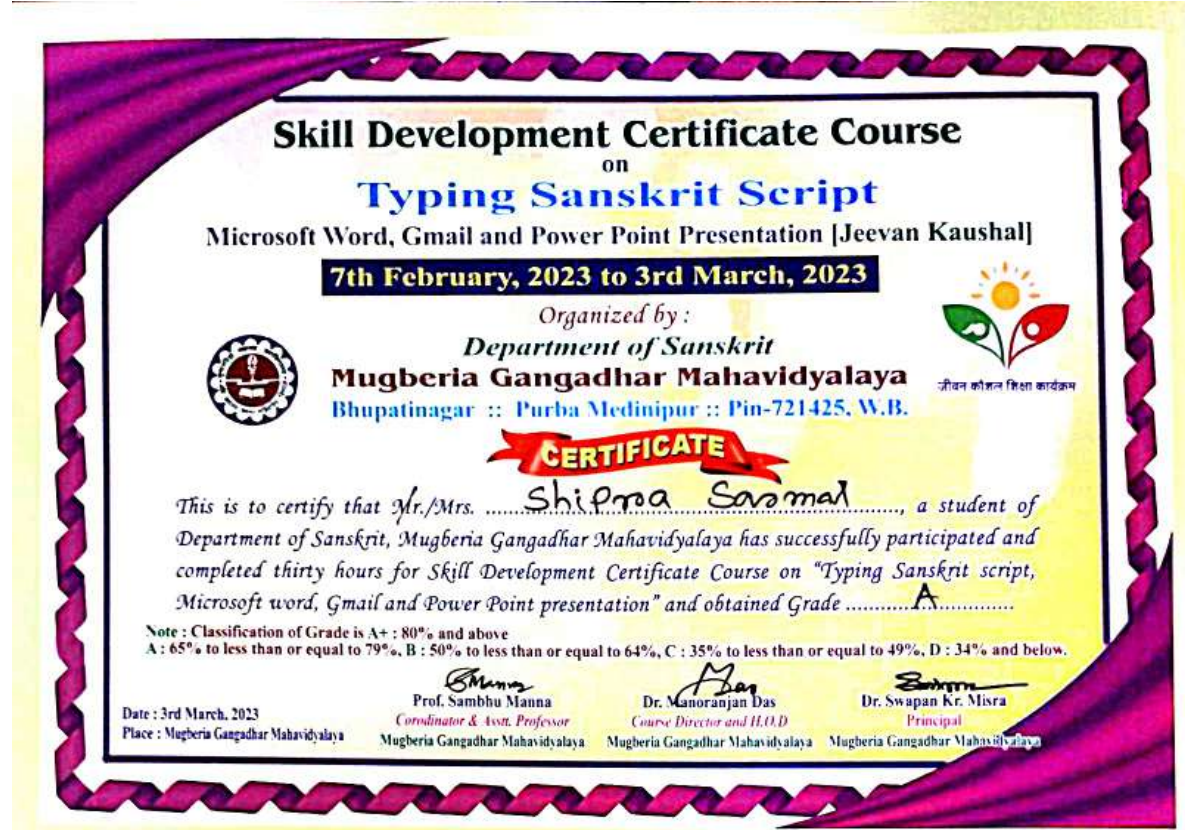 Skill Development Certificate Course
on
Typing Sanskrit Script
Microsoft Word, Gmail and Power Point Presentation [Jeevan Kaushal]
7th February, 2023 to 3rd March, 2023
Organized by :
Department of Sanskrit
Mugberia Gangadhar Mahavidyalaya
जीवन कौशल शिक्षा कार्यक्रम
Bhupatinagar :: Purba Medinipur :: Pin-721425, W.B.
CERTIFICATE
This is to certify that Mr./Mrs. Shiproa Sasmal, a student of
Department of Sanskrit, Mugberia Gangadhar Mahavidyalaya has successfully participated and
completed thirty hours for Skill Development Certificate Course on "Typing Sanskrit script,
Microsoft word, Gmail and Power Point presentation" and obtained Grade A
Note : Classification of Grade is A+ : 80% and above
A : 65% to less than or equal to 79%, B : 50% to less than or equal to 64%, C : 35% to less than or equal to 49%, D : 34% and below.
Prof. Sambhu Manna
Corodinator & Assn. Professor
Mugberia Gangadhar Mahavidyalaya
Dr. Manoranjan Das
Course Director and H.O.D
Mugberia Gangadhar Mahavidyalaya
Dr. Swapan Kr. Misra
Principal
Mugberia Gangadhar Mahavidyalaya
Date : 3rd March, 2023
Place : Mugberia Gangadhar Mahavidyalaya